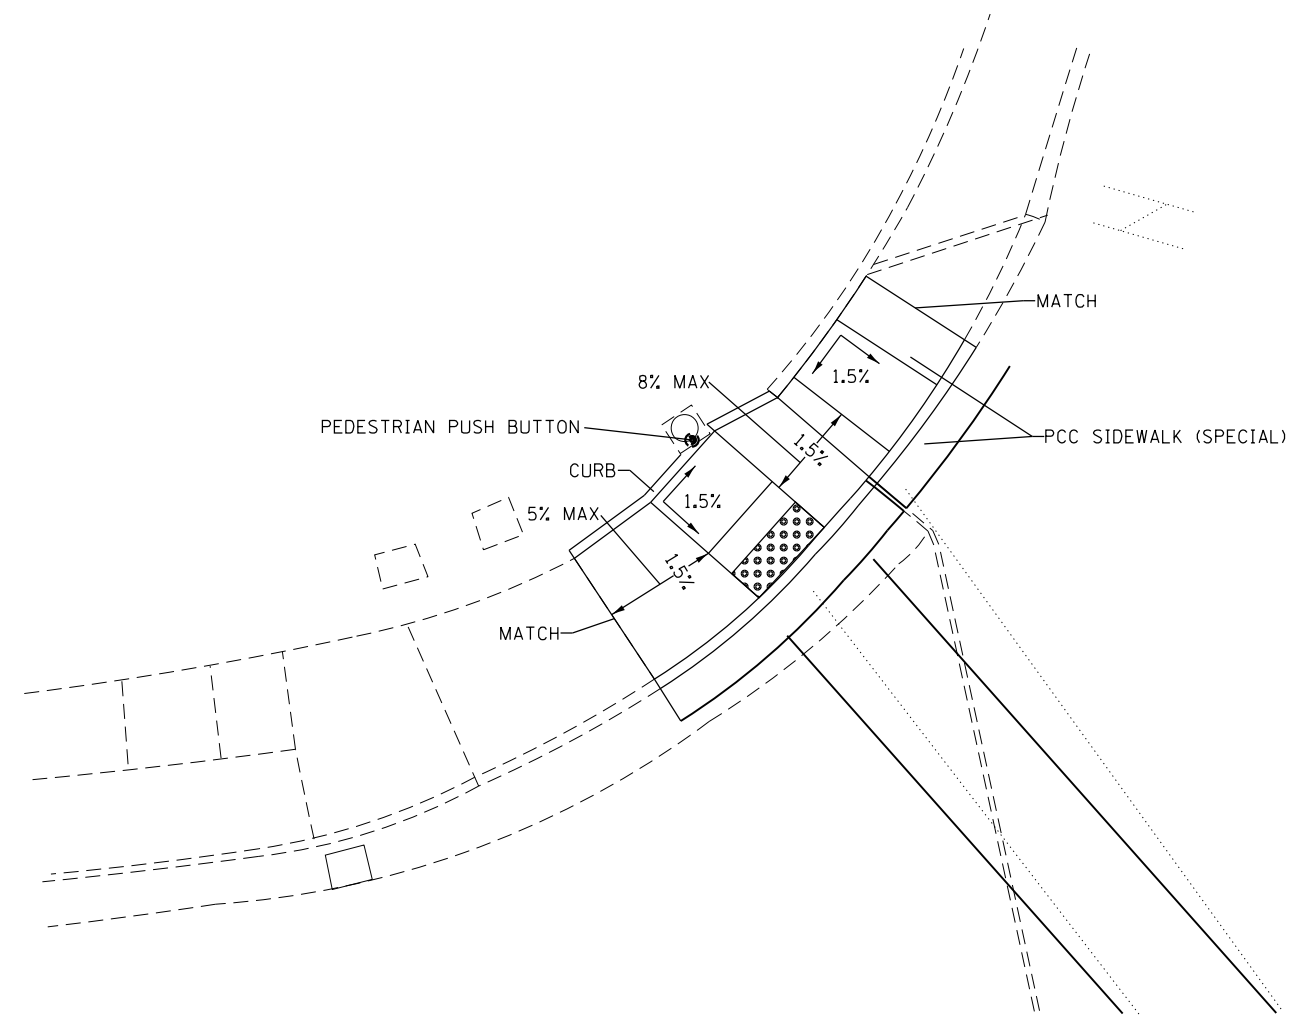 MATCH
1.5%
8% MAX
PEDESTRIAN PUSH BUTTON
PCC SIDEWALK (SPECIAL)
1.5%
CURB
1.5%
5% MAX
1.5%
MATCH